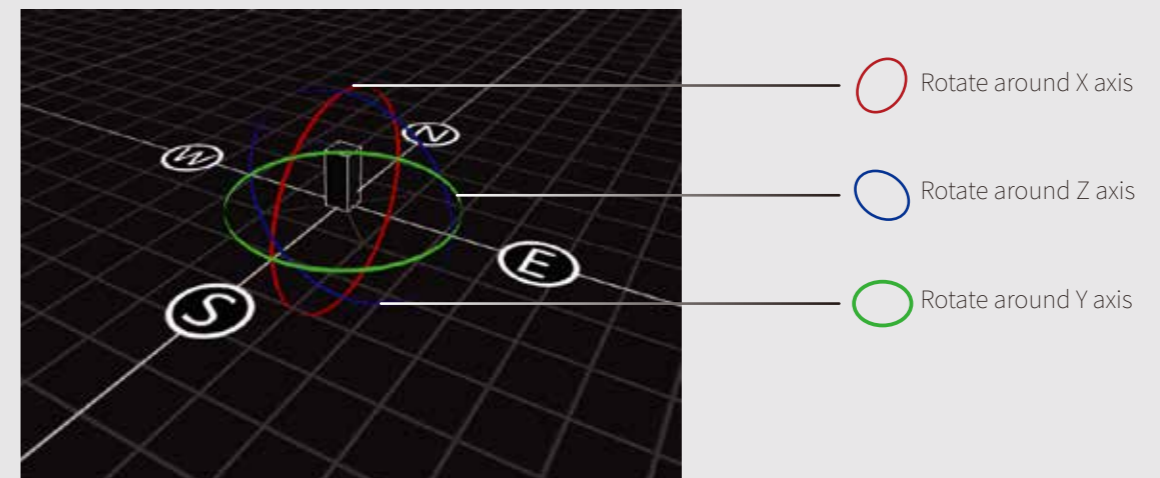 Rotate around X axis
N
W
Rotate around Z axis
E
S
Rotate around Y axis